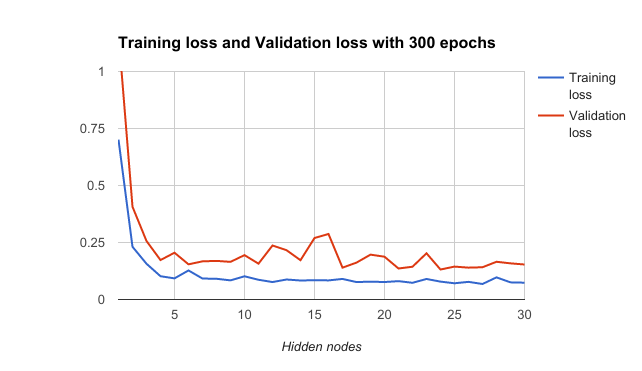 Training loss and Validation loss with 300 epochs
1
0.75
0.5
0.25
0
5 10 15 20 25 30
Hidden nodes
Training
loss
Validation
loss